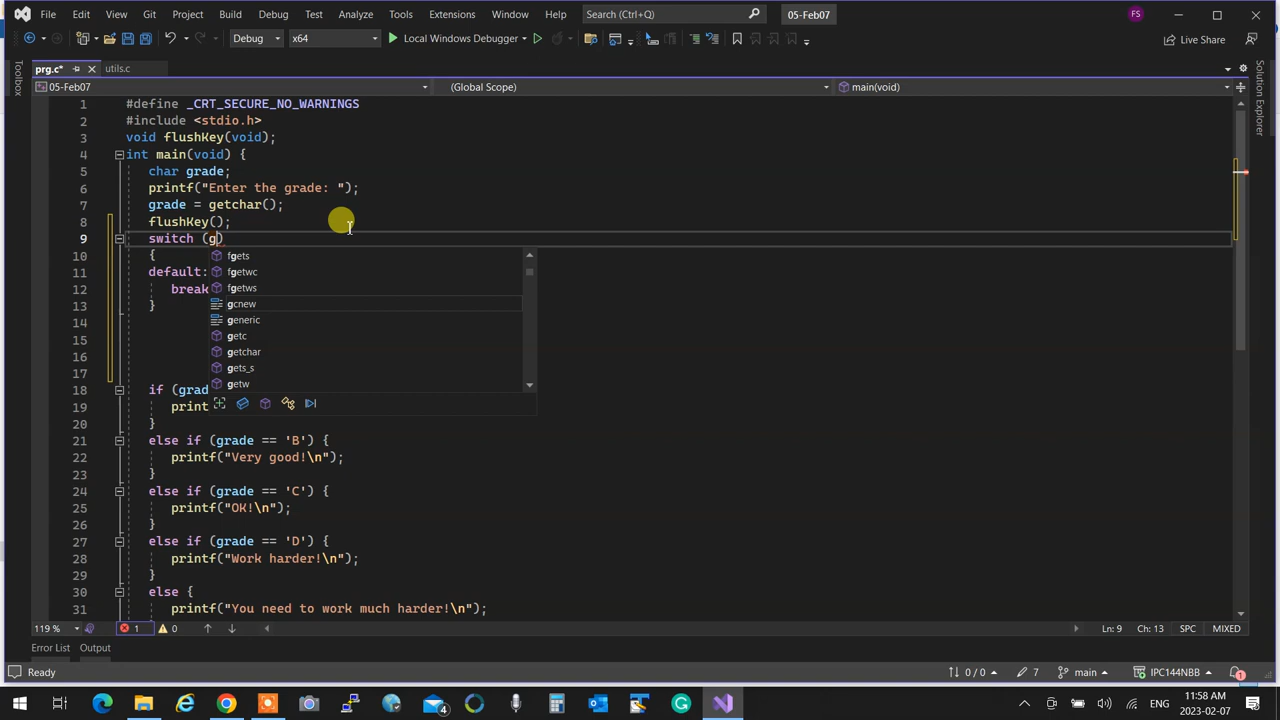 File Edit View Git Project Build Debug Test Analyze Tools Extensions Window Help Search (Ctrl+Q) 05-Feb07 FS
Debug x64 Local Windows Debugger Live Share
prg.c* utils.c
05-Feb07 (Global Scope) main(void)
Toolbox
Solution Explorer
1 #define _CRT_SECURE_NO_WARNINGS
2 #include <stdio.h>
3 void flushKey(void);
4 int main(void) {
5 char grade;
6 printf("Enter the grade: ");
7 grade = getchar();
8 flushKey();
9 switch (g)
10 {
11 default:
12 break
13 }
14
15
16
17
18 if (grad
19 print
20 }
21 else if (grade == 'B') {
22 printf("Very good!\n");
23 }
24 else if (grade == 'C') {
25 printf("OK!\n");
26 }
27 else if (grade == 'D') {
28 printf("Work harder!\n");
29 }
30 else {
31 printf("You need to work much harder!\n");
fgets
fgetwc
fgetws
gcnew
generic
getc
getchar
gets_s
getw
119 % 1 0 Ln: 9 Ch: 13 SPC MIXED
Error List Output
Ready 0 / 0 7 main IPC144NBB 1
4 ENG 11:58 AM
2023-02-07